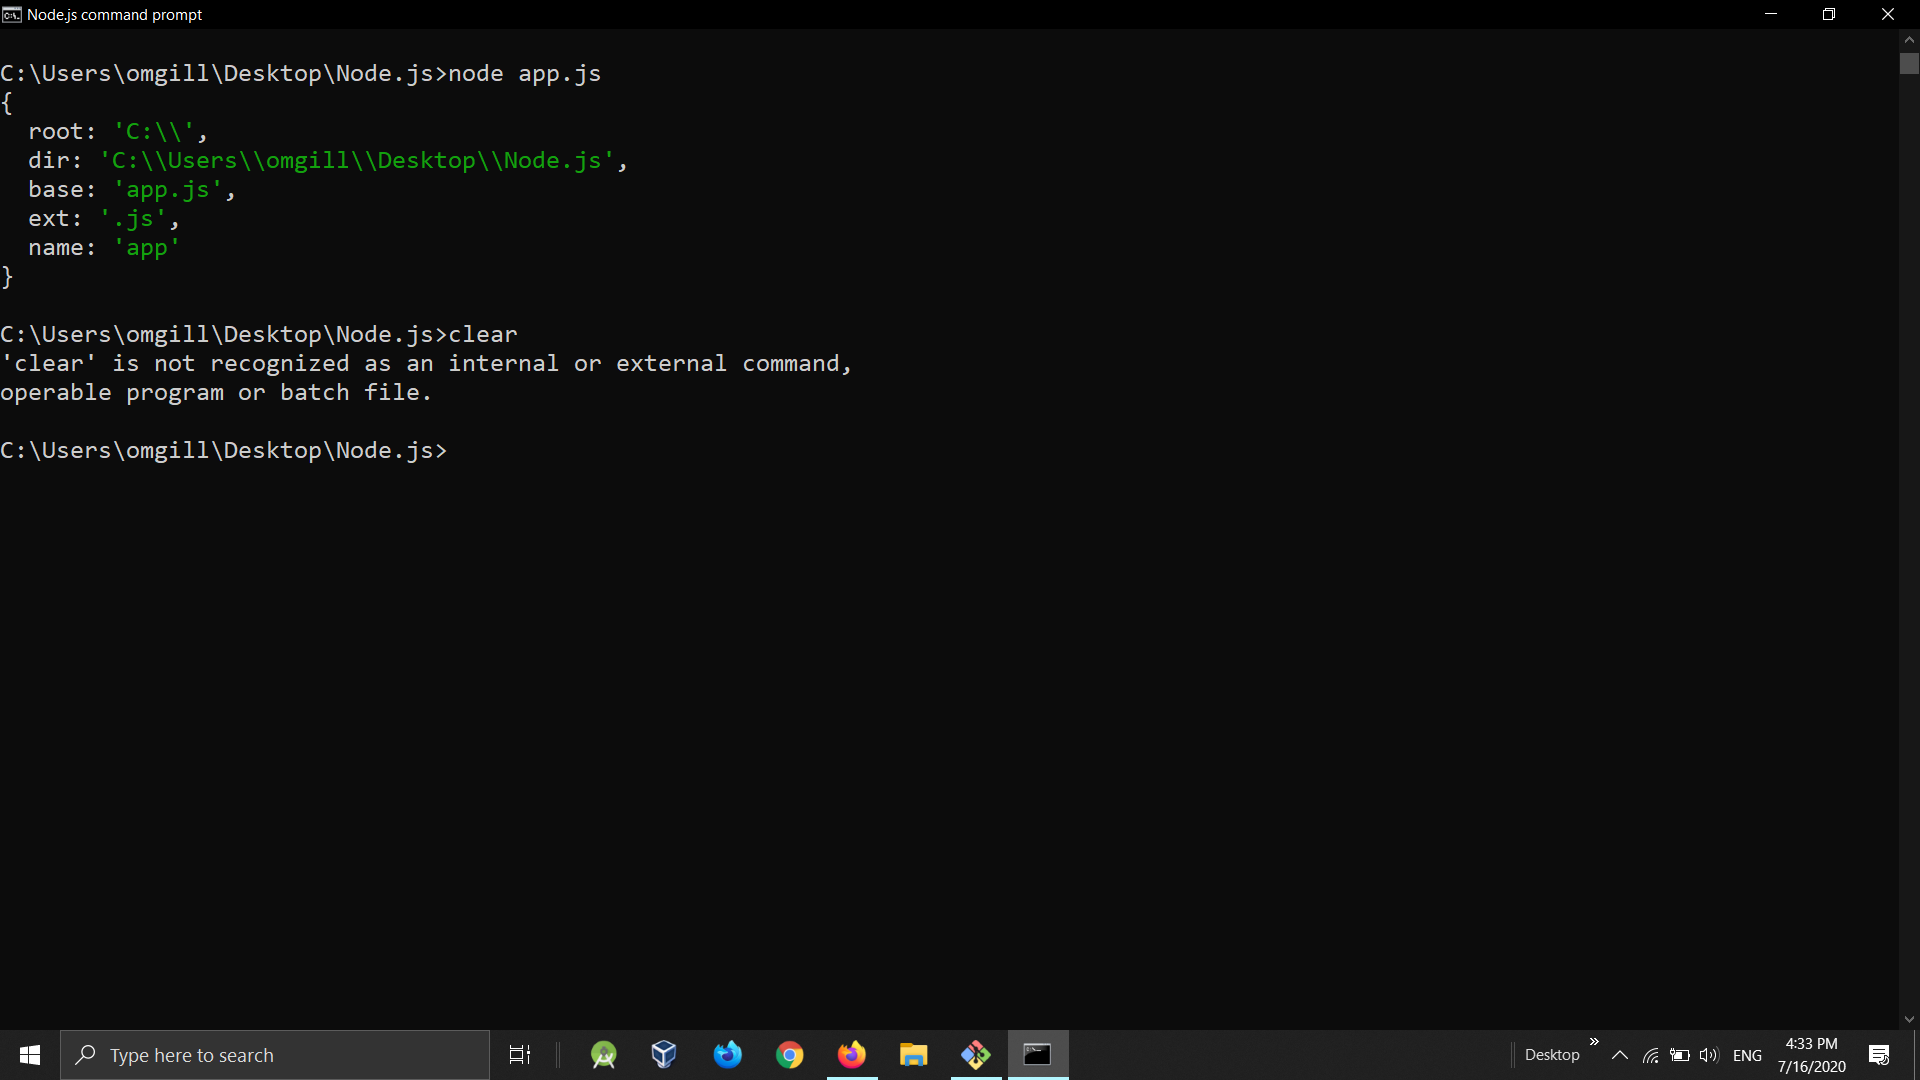 Node.js command prompt
C:\Users\omgill\Desktop\Node.js>node app.js
{
  root: 'C:\\',
  dir: 'C:\\Users\\omgill\\Desktop\\Node.js',
  base: 'app.js',
  ext: '.js',
  name: 'app'
}
C:\Users\omgill\Desktop\Node.js>clear
'clear' is not recognized as an internal or external command,
operable program or batch file.
C:\Users\omgill\Desktop\Node.js>
Type here to search
Desktop
ENG
4:33 PM
7/16/2020